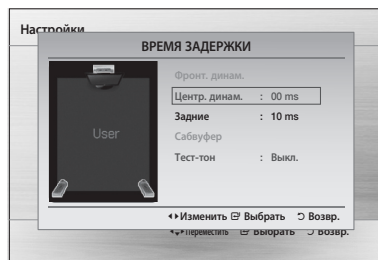 Настройки
ВРЕМЯ ЗАДЕРЖКИ
Фронт. динам.
Центр. динам. : 00 ms
Задние : 10 ms
Сабвуфер
Тест-тон : Выкл.
User
Изменить Выбрать Возвр.
Переместить Выбрать Возвр.